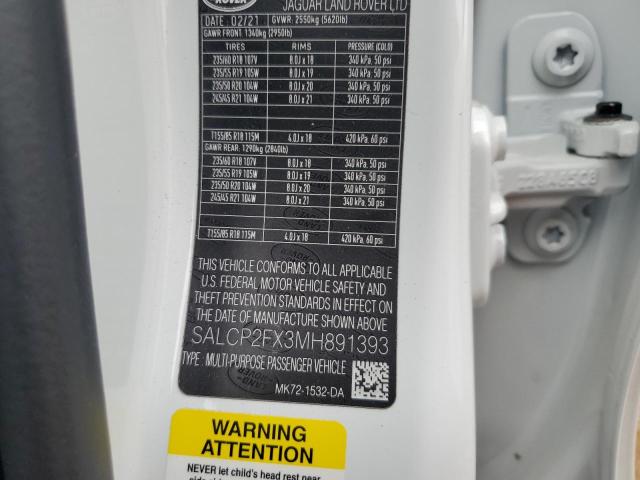 ROVER
JAGUAR LAND ROVER LTD
DATE: 02/21 GVWR: 2550kg (5620lb)
GAWR FRONT: 1340kg (2950lb)
TIRES RIMS PRESSURE (COLD)
235/60 R18 107V 8.0J x 18 340 kPa, 50 psi
235/55 R19 105W 8.0J x 19 340 kPa, 50 psi
235/50 R20 104W 8.0J x 20 340 kPa, 50 psi
245/45 R21 104W 8.0J x 21 340 kPa, 50 psi
T155/85 R18 115M 4.0J x 18 420 kPa, 60 psi
GAWR REAR: 1290kg (2840lb)
235/60 R18 107V 8.0J x 18 340 kPa, 50 psi
235/55 R19 105W 8.0J x 19 340 kPa, 50 psi
235/50 R20 104W 8.0J x 20 340 kPa, 50 psi
245/45 R21 104W 8.0J x 21 340 kPa, 50 psi
T155/85 R18 115M 4.0J x 18 420 kPa, 60 psi
THIS VEHICLE CONFORMS TO ALL APPLICABLE
U.S. FEDERAL MOTOR VEHICLE SAFETY AND
THEFT PREVENTION STANDARDS IN EFFECT ON
THE DATE OF MANUFACTURE SHOWN ABOVE
SALCP2FX3MH891393
TYPE: MULTI-PURPOSE PASSENGER VEHICLE
MK72-1532-DA
WARNING
ATTENTION
NEVER let child's head rest near